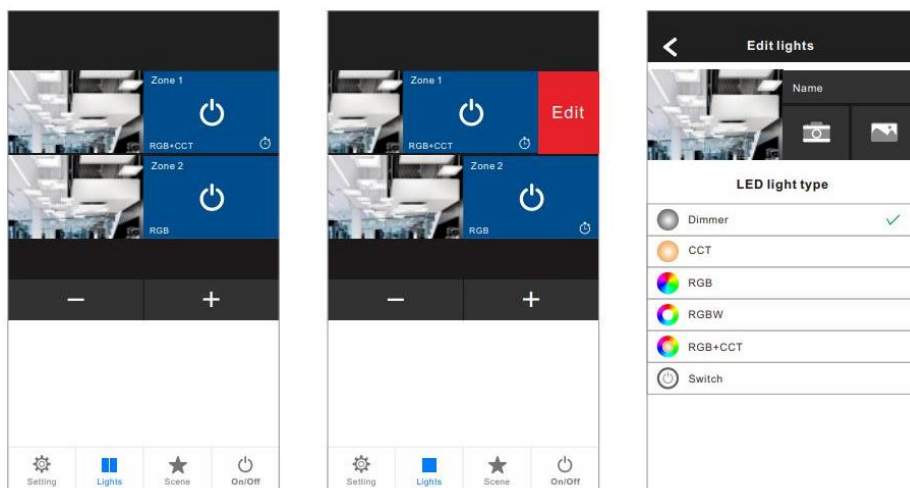 Zone 1
RGB+CCT
Zone 2
RGB
Setting
Lights
Scene
On/Off
Zone 1
Edit
RGB+CCT
Zone 2
RGB
Setting
Lights
Scene
On/Off
Edit lights
Name
LED light type
Dimmer
CCT
RGB
RGBW
RGB+CCT
Switch